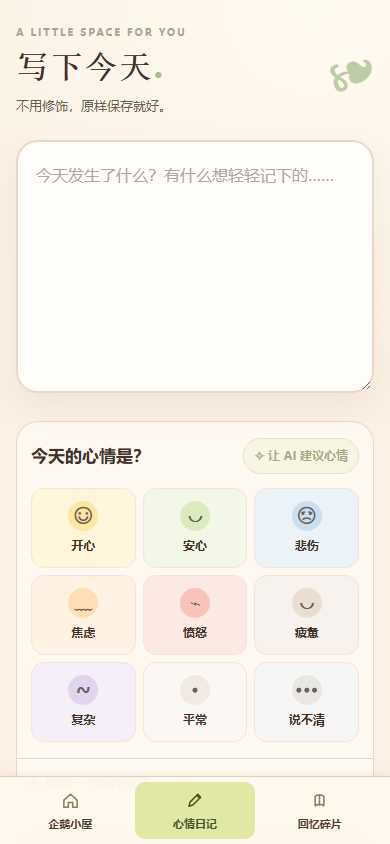 A LITTLE SPACE FOR YOU
写下今天.
不用修饰，原样保存就好。
今天发生了什么？有什么想轻轻记下的……
今天的心情是？
✧ 让 AI 建议心情
开心
安心
悲伤
焦虑
愤怒
疲惫
复杂
平常
说不清
企鹅小屋
心情日记
回忆碎片